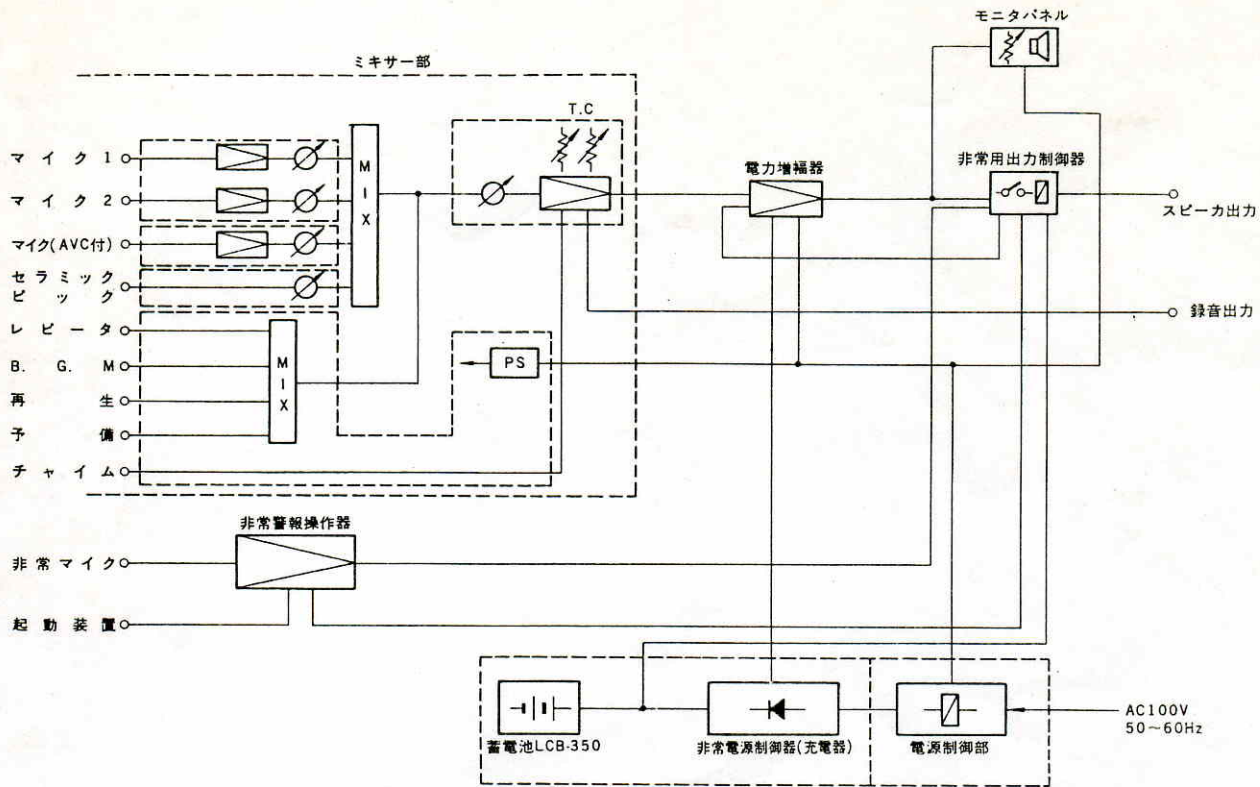 モニタパネル
ミキサー部
T.C
マイク1
マイク2
マイク(AVC付)
セラミック
ピック
レピータ
B. G. M
再生
予備
チャイム
MIX
MIX
PS
電力増幅器
非常用出力制御器
スピーカ出力
録音出力
非常警報操作器
非常マイク
起動装置
蓄電池LCB-350
非常電源制御器(充電器)
電源制御部
AC100V
50～60Hz